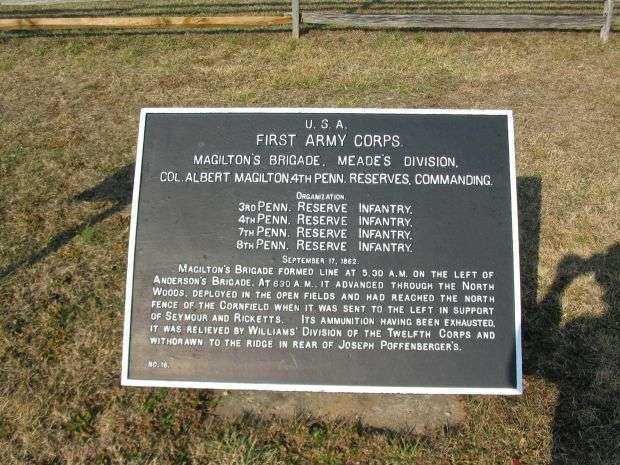 U.S.A.
FIRST ARMY CORPS.
MAGILTON'S BRIGADE, MEADE'S DIVISION,
COL. ALBERT MAGILTON, 4TH PENN. RESERVES, COMMANDING.
ORGANIZATION.
3RD PENN. RESERVE INFANTRY,
4TH PENN. RESERVE INFANTRY,
7TH PENN. RESERVE INFANTRY,
8TH PENN. RESERVE INFANTRY.
SEPTEMBER 17, 1862.
MAGILTON'S BRIGADE FORMED LINE AT 5.30 A.M. ON THE LEFT OF
ANDERSON'S BRIGADE. AT 6.30 A.M., IT ADVANCED THROUGH THE NORTH
WOODS, DEPLOYED IN THE OPEN FIELDS AND HAD REACHED THE NORTH
FENCE OF THE CORNFIELD WHEN IT WAS SENT TO THE LEFT IN SUPPORT
OF SEYMOUR AND RICKETTS. ITS AMMUNITION HAVING BEEN EXHAUSTED,
IT WAS RELIEVED BY WILLIAMS' DIVISION OF THE TWELFTH CORPS AND
WITHDRAWN TO THE RIDGE IN REAR OF JOSEPH POFFENBERGER'S.
NO. 16.